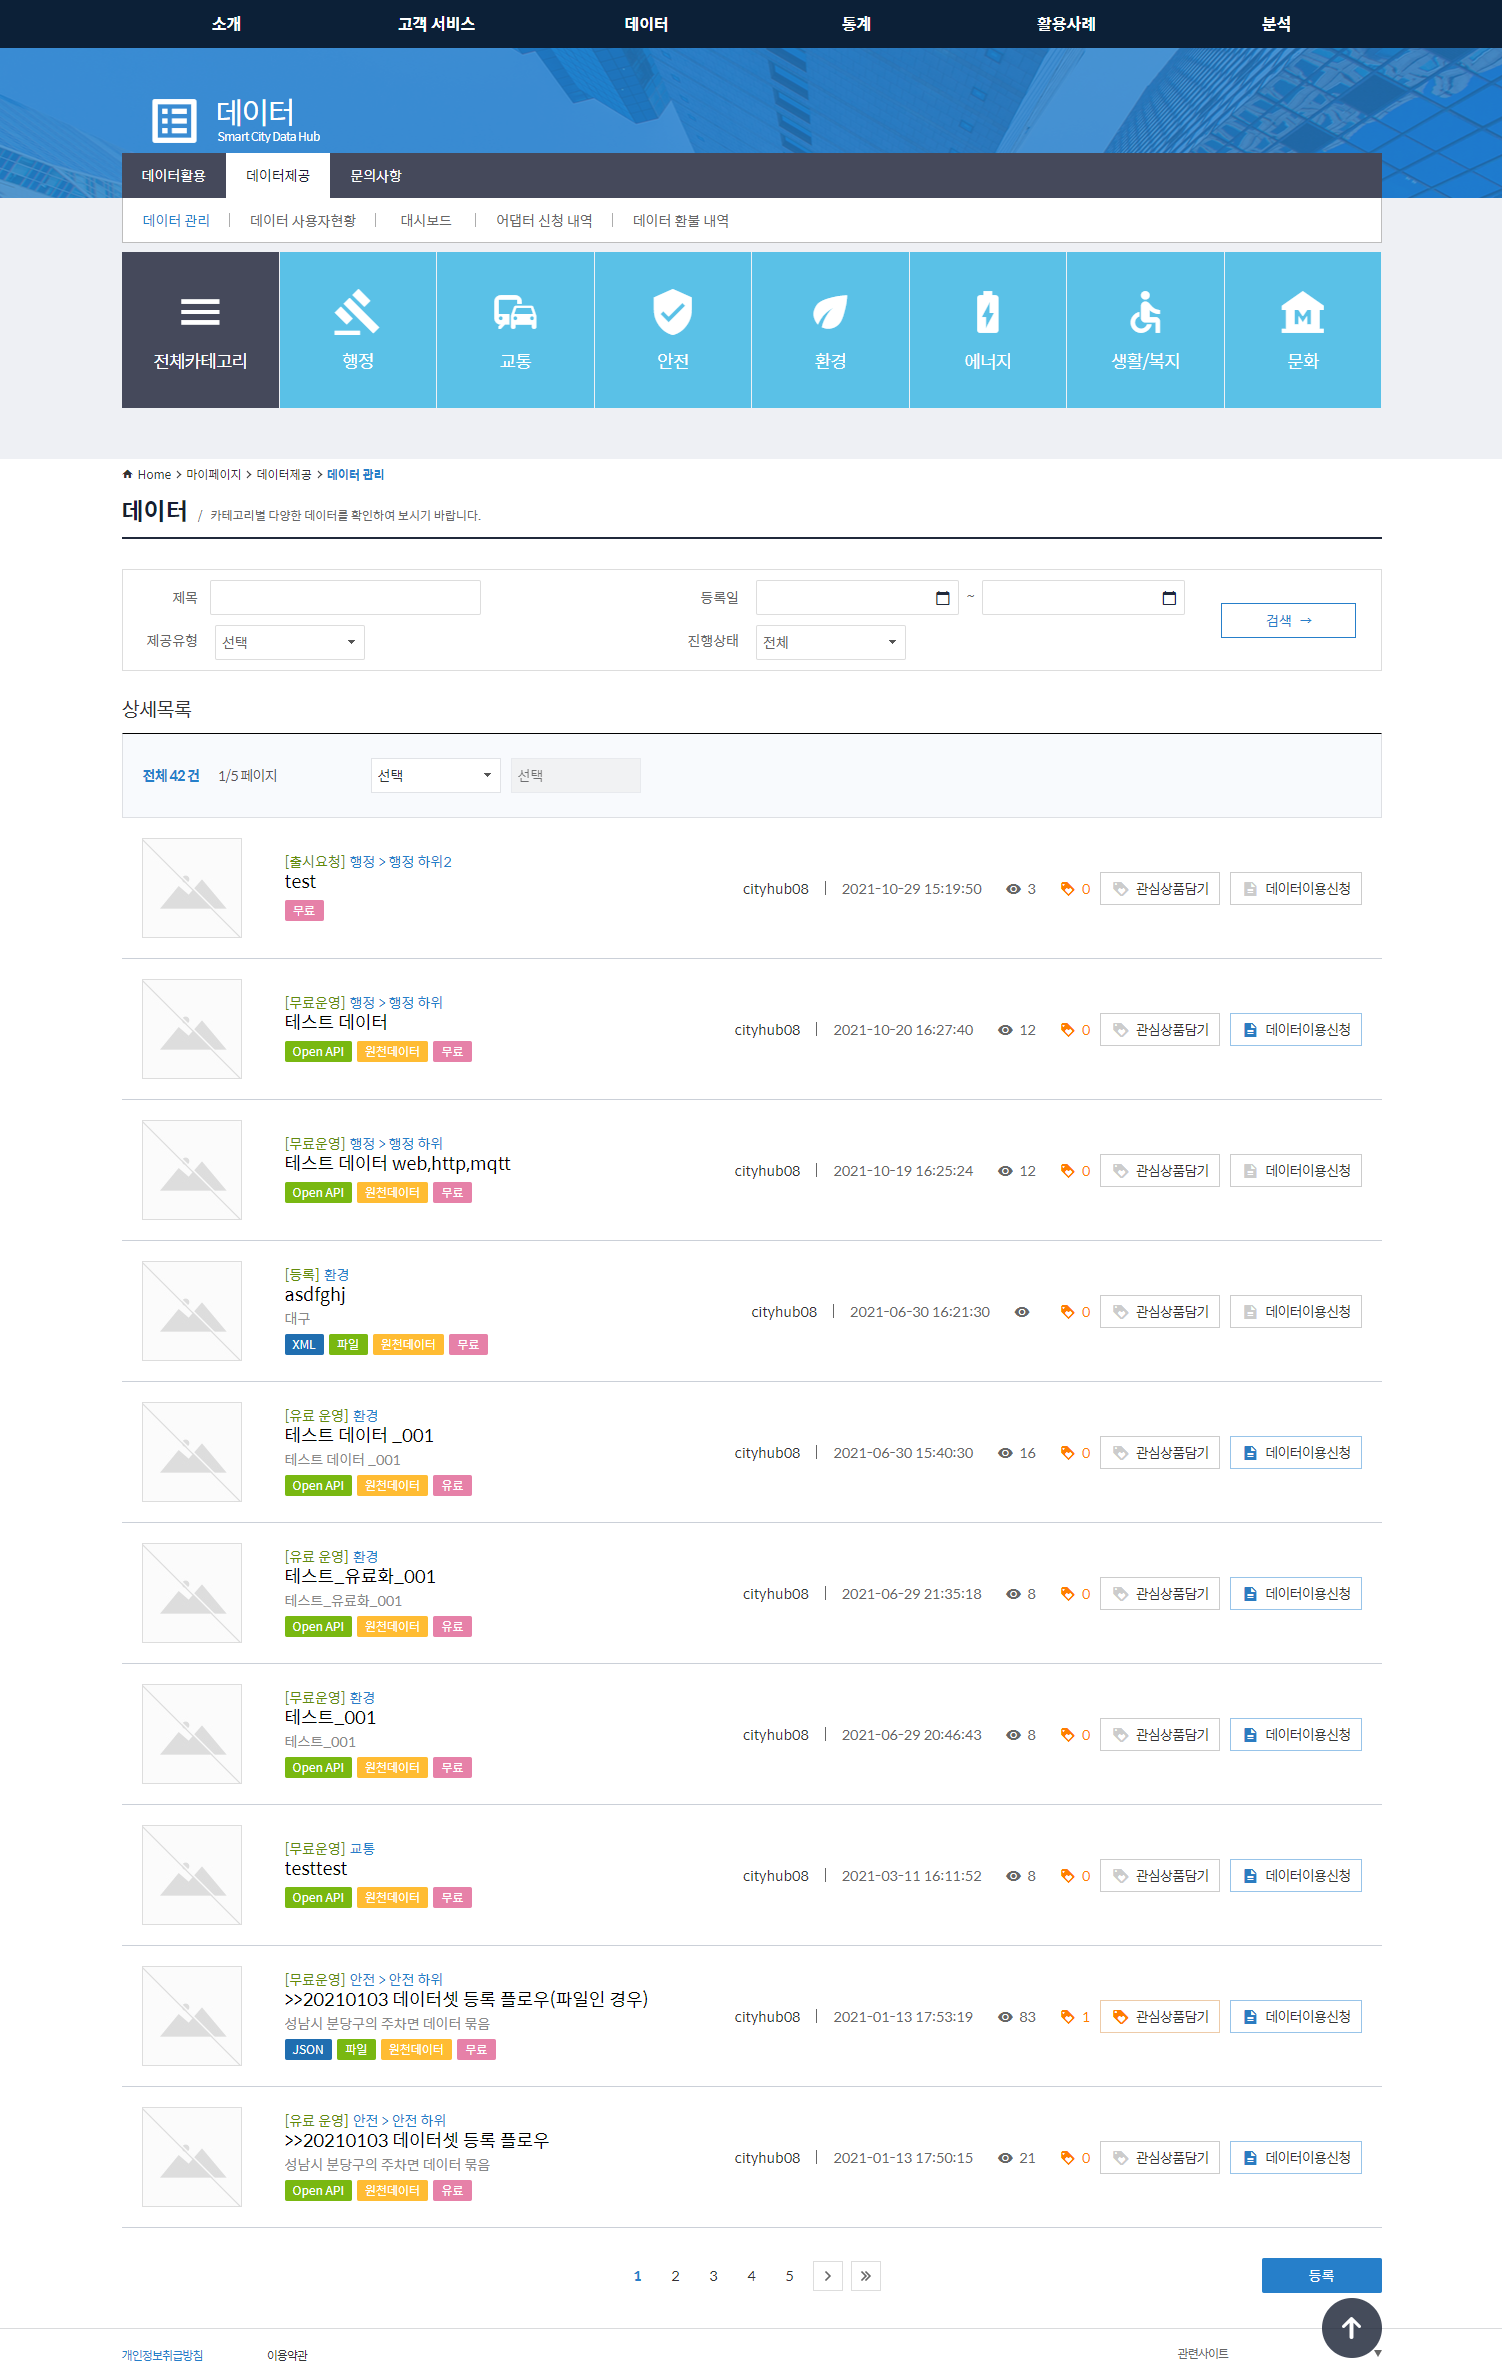 소개 고객 서비스 데이터 통계 활용사례 분석
데이터
Smart City Data Hub
데이터활용 데이터제공 문의사항
데이터 관리 데이터 사용자현황 대시보드 어댑터 신청 내역 데이터 환불 내역
전체카테고리 행정 교통 안전 환경 에너지 생활/복지 문화
Home > 마이페이지 > 데이터제공 > 데이터 관리
데이터 / 카테고리별 다양한 데이터를 확인하여 보시기 바랍니다.
제목 등록일 ~
제공유형 선택 진행상태 전체
검색 →
상세목록
전체 42 건 1/5 페이지 선택 선택
[출시요청] 행정 > 행정 하위2
test
무료
cityhub08 | 2021-10-29 15:19:50 3 0 관심상품담기 데이터이용신청
[무료운영] 행정 > 행정 하위
테스트 데이터
Open API 원천데이터 무료
cityhub08 | 2021-10-20 16:27:40 12 0 관심상품담기 데이터이용신청
[무료운영] 행정 > 행정 하위
테스트 데이터 web,http,mqtt
Open API 원천데이터 무료
cityhub08 | 2021-10-19 16:25:24 12 0 관심상품담기 데이터이용신청
[등록] 환경
asdfghj
대구
XML 파일 원천데이터 무료
cityhub08 | 2021-06-30 16:21:30 0 관심상품담기 데이터이용신청
[유료 운영] 환경
테스트 데이터 _001
테스트 데이터 _001
Open API 원천데이터 유료
cityhub08 | 2021-06-30 15:40:30 16 0 관심상품담기 데이터이용신청
[유료 운영] 환경
테스트_유료화_001
테스트_유료화_001
Open API 원천데이터 유료
cityhub08 | 2021-06-29 21:35:18 8 0 관심상품담기 데이터이용신청
[무료운영] 환경
테스트_001
테스트_001
Open API 원천데이터 무료
cityhub08 | 2021-06-29 20:46:43 8 0 관심상품담기 데이터이용신청
[무료운영] 교통
testtest
Open API 원천데이터 무료
cityhub08 | 2021-03-11 16:11:52 8 0 관심상품담기 데이터이용신청
[무료운영] 안전 > 안전 하위
>>20210103 데이터셋 등록 플로우(파일인 경우)
성남시 분당구의 주차면 데이터 묶음
JSON 파일 원천데이터 무료
cityhub08 | 2021-01-13 17:53:19 83 1 관심상품담기 데이터이용신청
[유료 운영] 안전 > 안전 하위
>>20210103 데이터셋 등록 플로우
성남시 분당구의 주차면 데이터 묶음
Open API 원천데이터 유료
cityhub08 | 2021-01-13 17:50:15 21 0 관심상품담기 데이터이용신청
1 2 3 4 5
등록
개인정보취급방침 이용약관 관련사이트